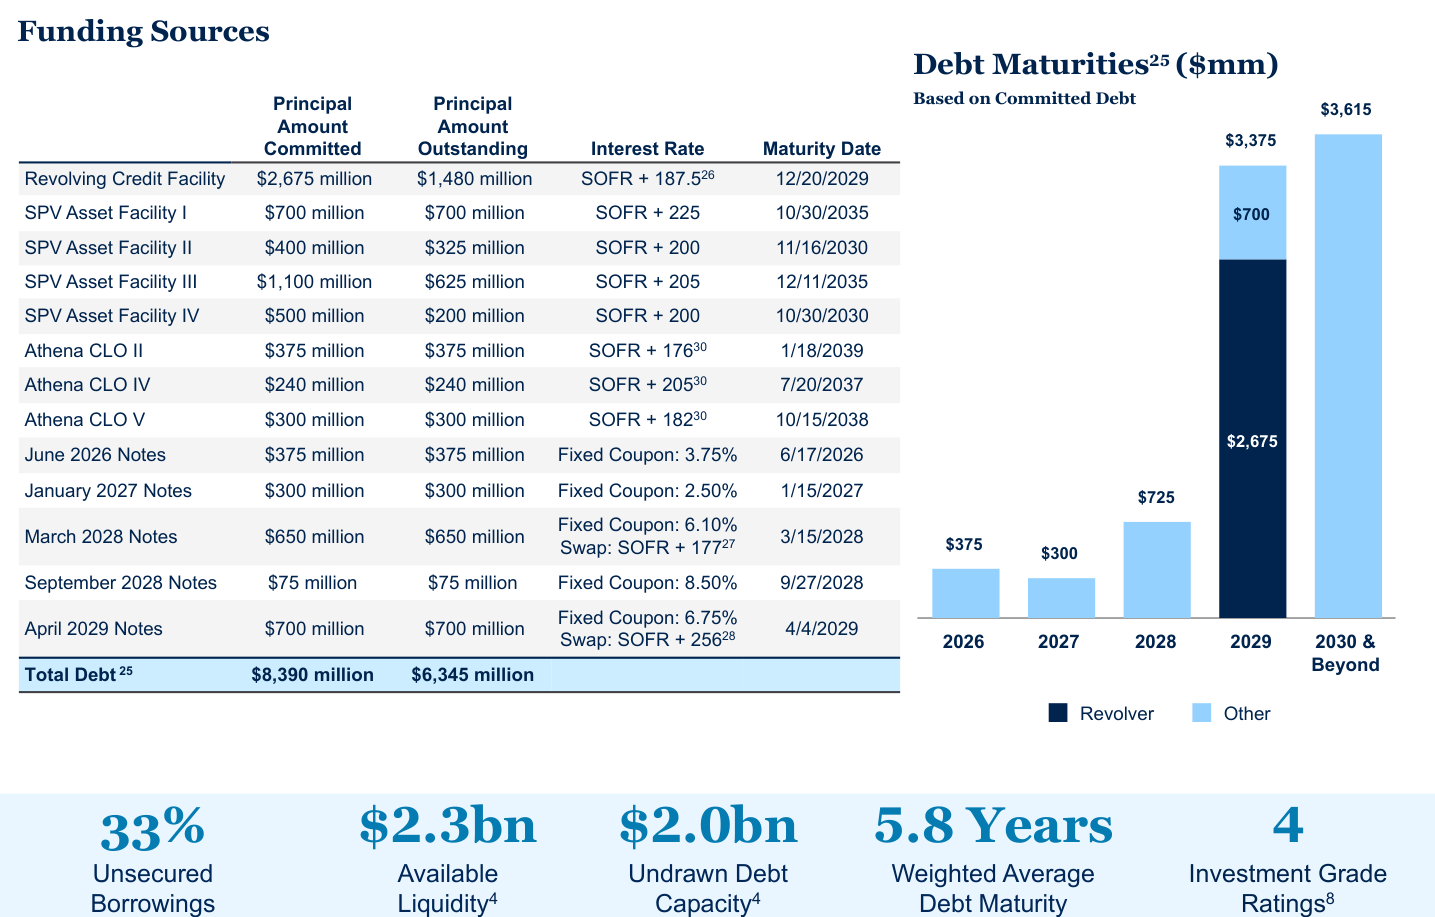 Funding Sources
Principal Amount Committed Principal Amount Outstanding Interest Rate Maturity Date
Revolving Credit Facility $2,675 million $1,480 million SOFR + 187.5²⁶ 12/20/2029
SPV Asset Facility I $700 million $700 million SOFR + 225 10/30/2035
SPV Asset Facility II $400 million $325 million SOFR + 200 11/16/2030
SPV Asset Facility III $1,100 million $625 million SOFR + 205 12/11/2035
SPV Asset Facility IV $500 million $200 million SOFR + 200 10/30/2030
Athena CLO II $375 million $375 million SOFR + 176³⁰ 1/18/2039
Athena CLO IV $240 million $240 million SOFR + 205³⁰ 7/20/2037
Athena CLO V $300 million $300 million SOFR + 182³⁰ 10/15/2038
June 2026 Notes $375 million $375 million Fixed Coupon: 3.75% 6/17/2026
January 2027 Notes $300 million $300 million Fixed Coupon: 2.50% 1/15/2027
March 2028 Notes $650 million $650 million Fixed Coupon: 6.10% Swap: SOFR + 177²⁷ 3/15/2028
September 2028 Notes $75 million $75 million Fixed Coupon: 8.50% 9/27/2028
April 2029 Notes $700 million $700 million Fixed Coupon: 6.75% Swap: SOFR + 256²⁸ 4/4/2029
Total Debt ²⁵ $8,390 million $6,345 million
Debt Maturities²⁵ ($mm)
Based on Committed Debt
$3,615
$3,375
$700
$2,675
$725
$375
$300
2026 2027 2028 2029 2030 &
Beyond
Revolver Other
33% $2.3bn $2.0bn 5.8 Years 4
Unsecured Available Undrawn Debt Weighted Average Investment Grade
Borrowings Liquidity⁴ Capacity⁴ Debt Maturity Ratings⁸